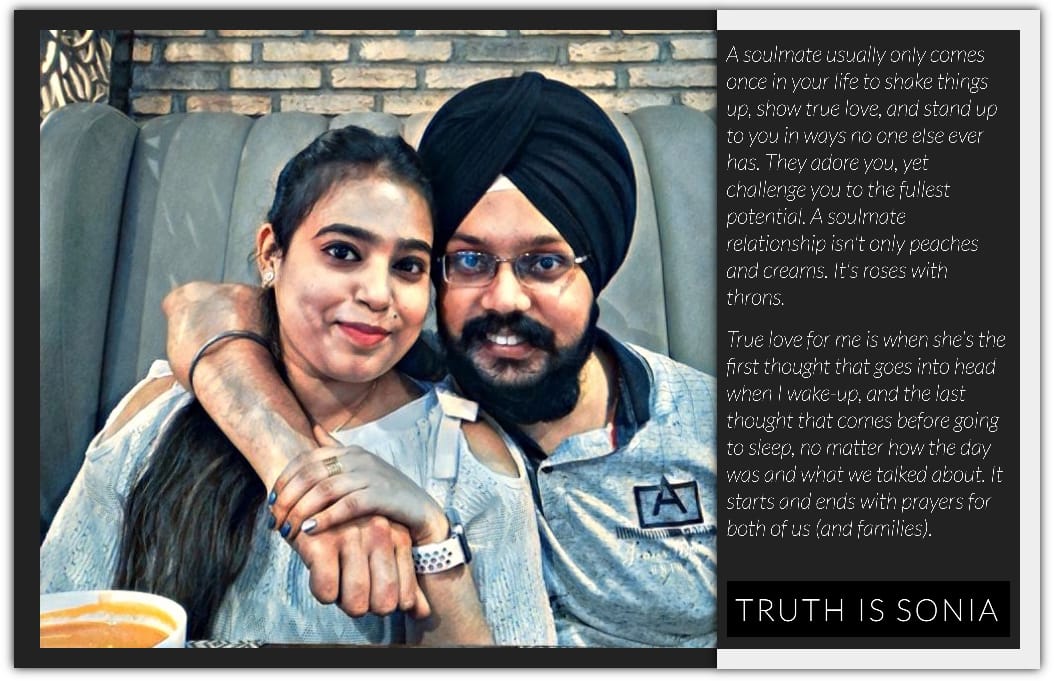 A soulmate usually only comes
once in your life to shake things
up, show true love, and stand up
to you in ways no one else ever
has. They adore you, yet
challenge you to the fullest
potential. A soulmate
relationship isn't only peaches
and creams. It's roses with
throns.
True love for me is when she's the
first thought that goes into head
when I wake-up, and the last
thought that comes before going
to sleep, no matter how the day
was and what we talked about. It
starts and ends with prayers for
both of us (and families).
TRUTH IS SONIA
A